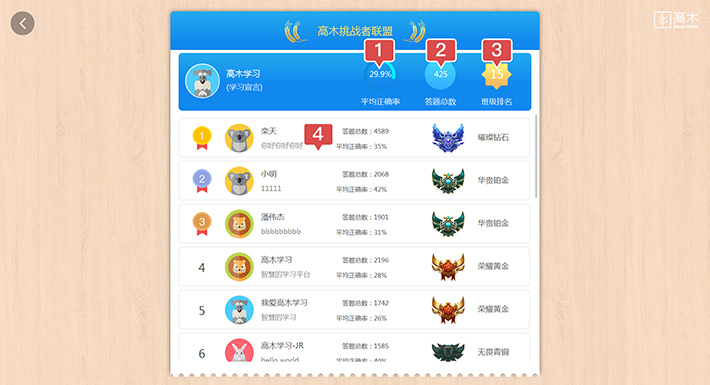 高木
高木挑战者联盟
1
2
3
高木学习
(学习宣言)
29.9%
425
15
平均正确率
答题总数
班级排名
1
栾天
你好你好你好
4
答题总数：4589
平均正确率：35%
璀璨钻石
2
小明
11111
答题总数：2068
平均正确率：42%
华贵铂金
3
潘伟杰
bbbbbbbbb
答题总数：1901
平均正确率：31%
华贵铂金
4
高木学习
智慧的学习平台
答题总数：2196
平均正确率：28%
荣耀黄金
5
我爱高木学习
智慧的学习
答题总数：1742
平均正确率：26%
荣耀黄金
6
高木学习-JR
hello world
答题总数：1585
平均正确率：40%
无畏青铜